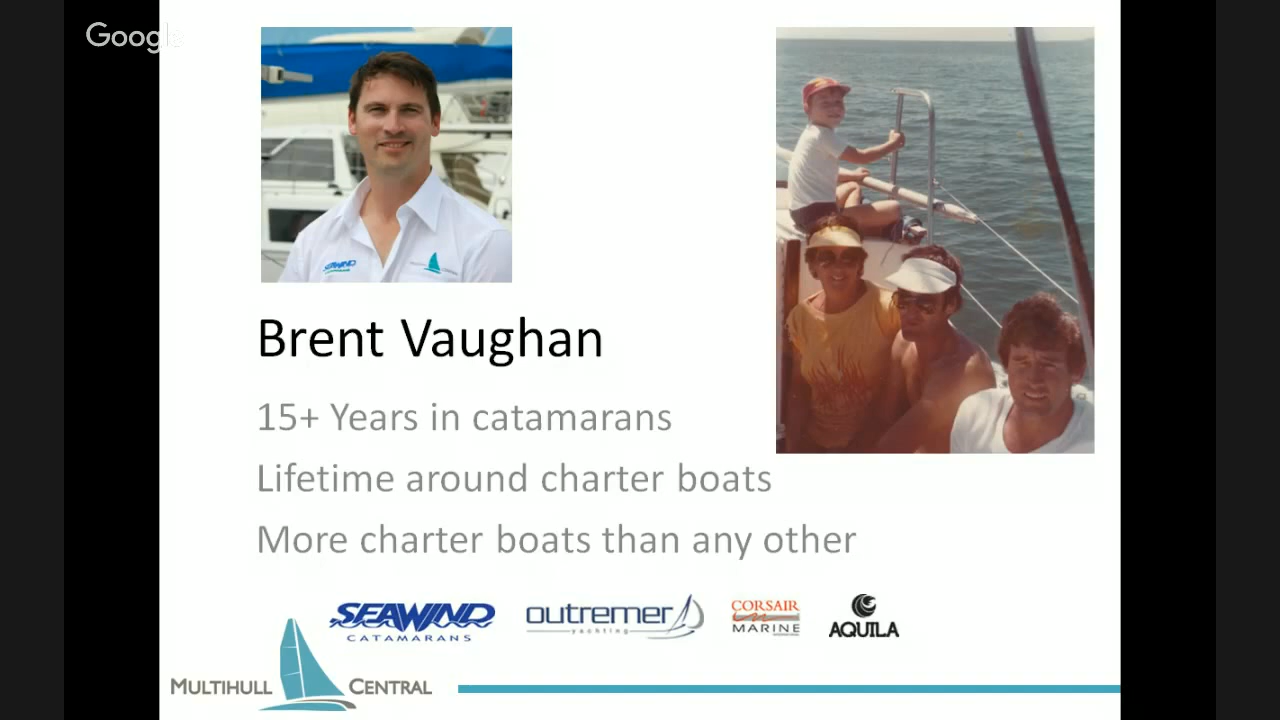 Google
SEAWIND
Brent Vaughan
15+ Years in catamarans
Lifetime around charter boats
More charter boats than any other
SEAWIND
CATAMARANS
outremer
yachting
CORSAIR
MARINE
AQUILA
MULTIHULL CENTRAL